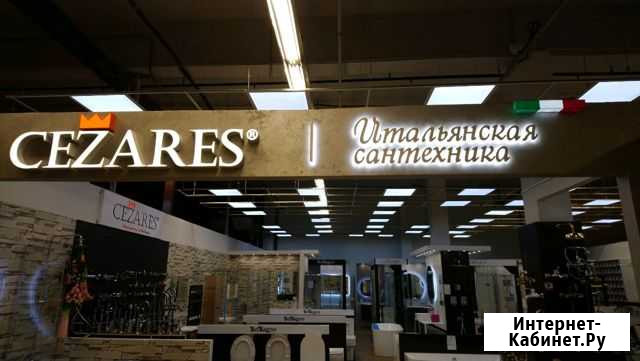 CEZARES®
Итальянская
сантехника
CEZARES®
Интернет-
Кабинет.Ру